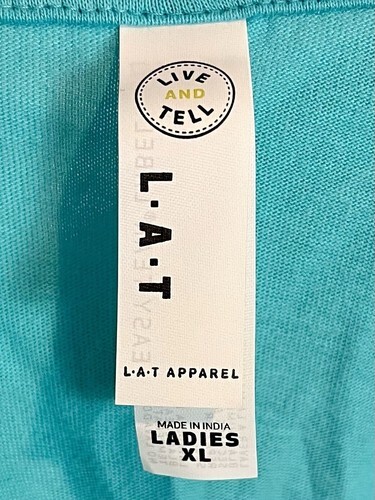 LIVE
AND
TELL
L·A·T
L·A·T APPAREL
MADE IN INDIA
LADIES
XL